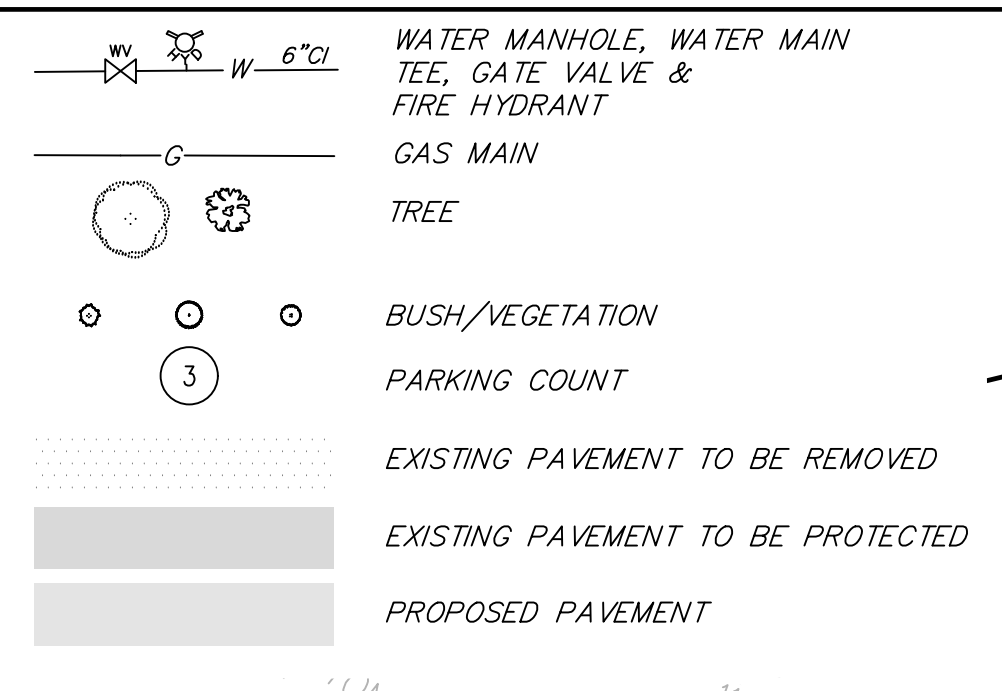 WV
W 6"CI
WATER MANHOLE, WATER MAIN
TEE, GATE VALVE &
FIRE HYDRANT
G
GAS MAIN
TREE
BUSH/VEGETATION
3
PARKING COUNT
EXISTING PAVEMENT TO BE REMOVED
EXISTING PAVEMENT TO BE PROTECTED
PROPOSED PAVEMENT